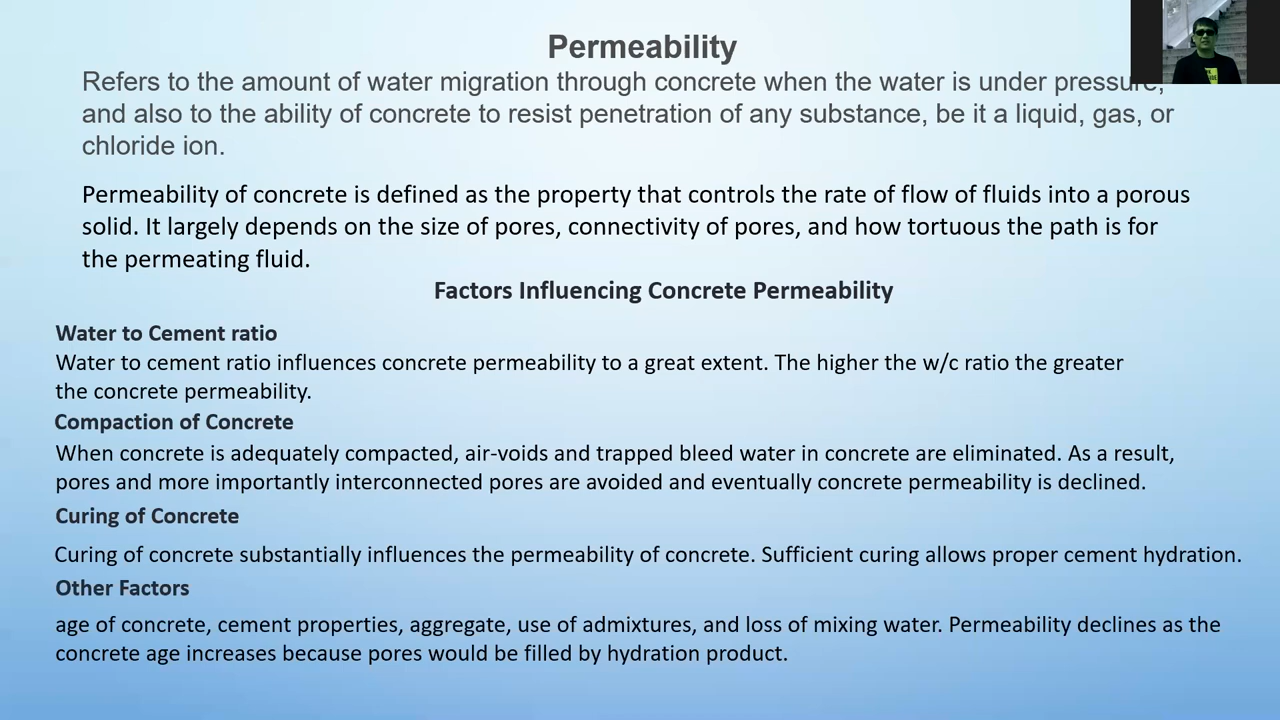 Permeability
Refers to the amount of water migration through concrete when the water is under pressure,
and also to the ability of concrete to resist penetration of any substance, be it a liquid, gas, or
chloride ion.
Permeability of concrete is defined as the property that controls the rate of flow of fluids into a porous
solid. It largely depends on the size of pores, connectivity of pores, and how tortuous the path is for
the permeating fluid.
Factors Influencing Concrete Permeability
Water to Cement ratio
Water to cement ratio influences concrete permeability to a great extent. The higher the w/c ratio the greater
the concrete permeability.
Compaction of Concrete
When concrete is adequately compacted, air-voids and trapped bleed water in concrete are eliminated. As a result,
pores and more importantly interconnected pores are avoided and eventually concrete permeability is declined.
Curing of Concrete
Curing of concrete substantially influences the permeability of concrete. Sufficient curing allows proper cement hydration.
Other Factors
age of concrete, cement properties, aggregate, use of admixtures, and loss of mixing water. Permeability declines as the
concrete age increases because pores would be filled by hydration product.